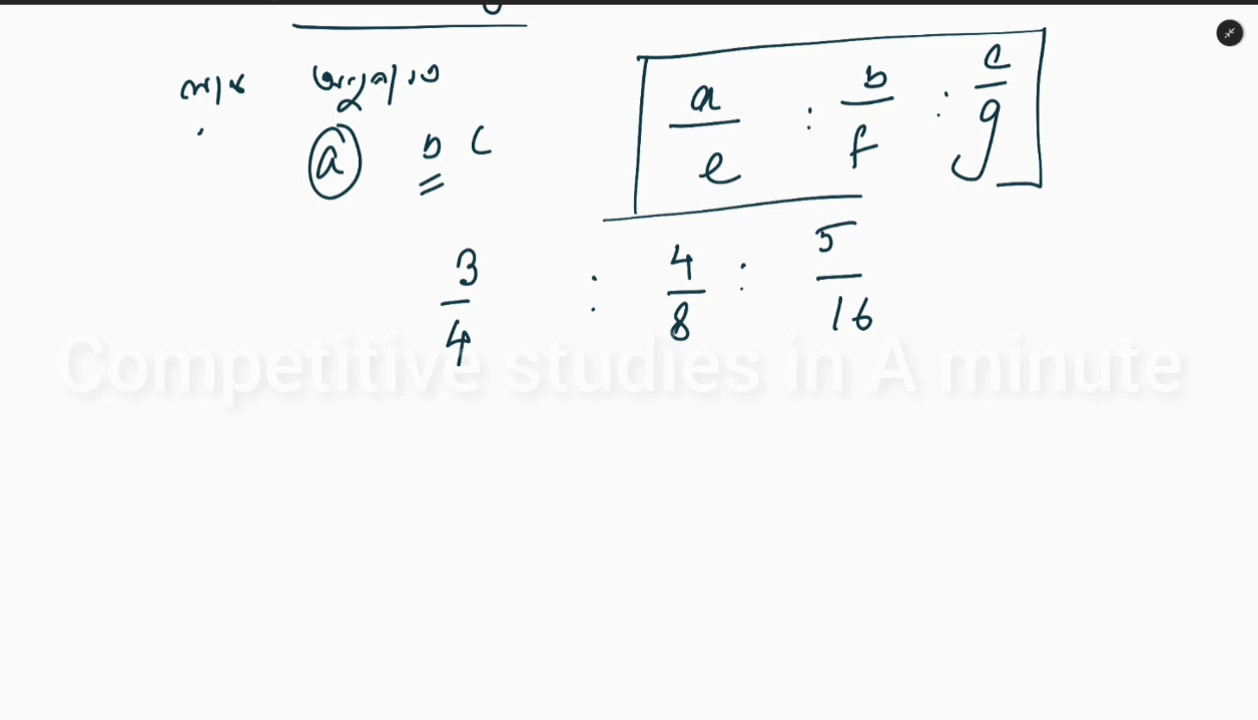 অনুপাত
a b c
a/e : b/f : c/g
3/4 : 4/8 : 5/16
Competitive studies in A minute